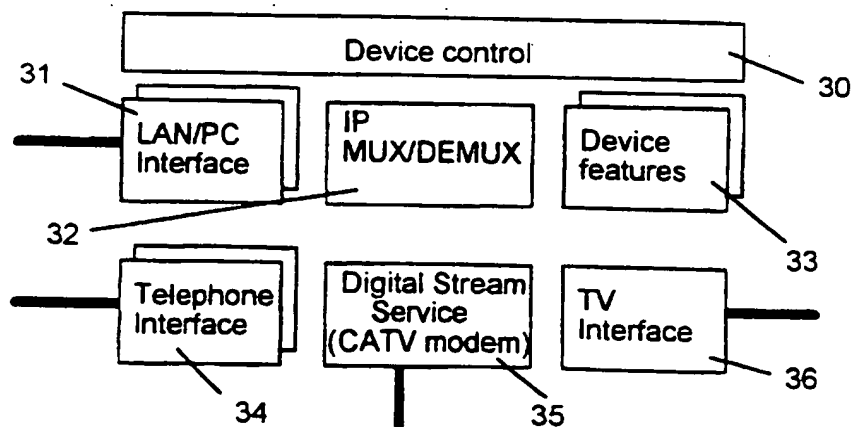 Device control
30
31
LAN/PC
Interface
IP
MUX/DEMUX
Device
features
32
33
Telephone
Interface
Digital Stream
Service
(CATV modem)
TV
Interface
34
35
36